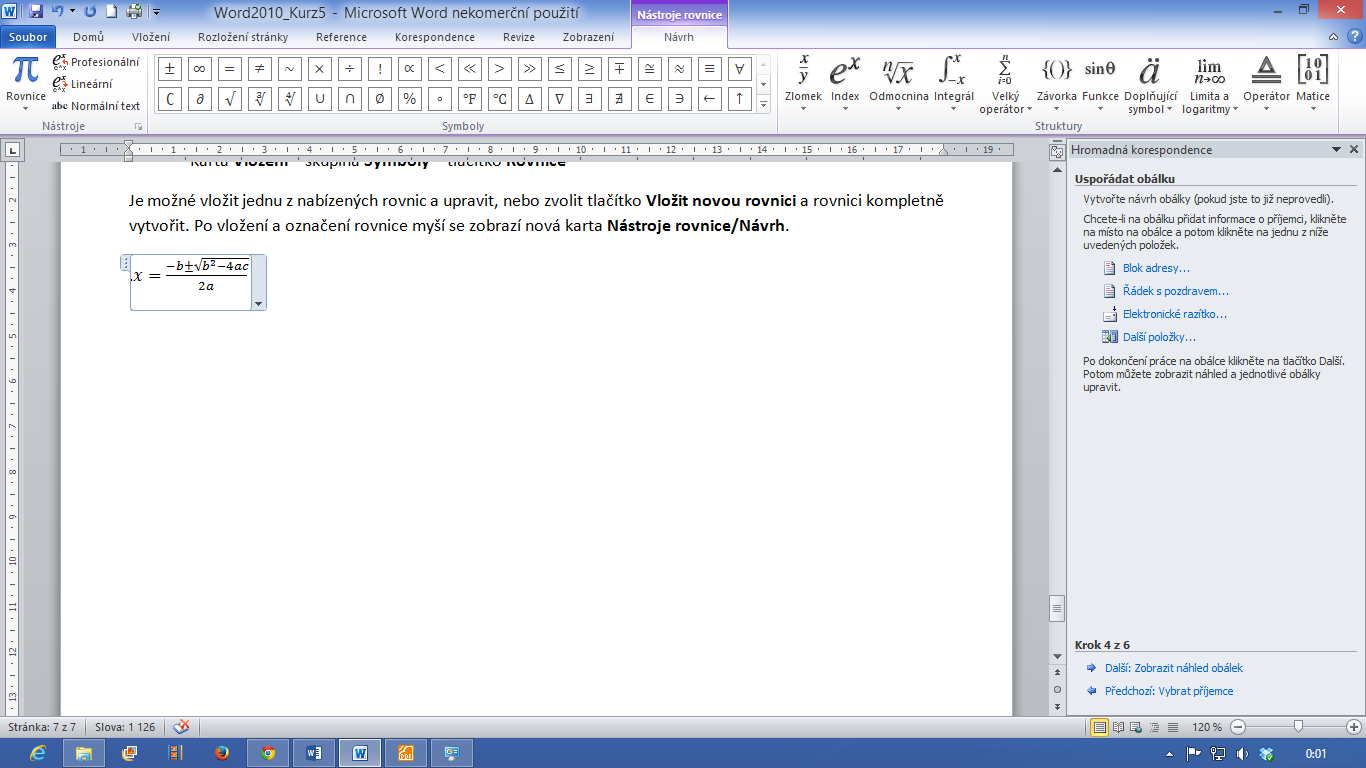 Word2010_Kurz5 - Microsoft Word nekomerční použití
Nástroje rovnice
Soubor Domů Vložení Rozložení stránky Reference Korespondence Revize Zobrazení Návrh
Rovnice
Profesionální
Lineární
abc Normální text
Nástroje
± ∞ = ≠ ~ × ÷ ! ∝ < ≪ > ≫ ≤ ≥ ∓ ≅ ≈ ≡ ∀
∁ ∂ √ ∛ ∜ ∪ ∩ ∅ % ° °F °C ∆ ∇ ∃ ∄ ∈ ∋ ← ↑
Symboly
Zlomek
Index
Odmocnina
Integrál
Velký operátor
Závorka
Funkce
Doplňující symbol
Limita a logaritmy
Operátor
Matice
Struktury
Karta Vložení – skupina Symboly – tlačítko Rovnice
Je možné vložit jednu z nabízených rovnic a upravit, nebo zvolit tlačítko Vložit novou rovnici a rovnici kompletně
vytvořit. Po vložení a označení rovnice myší se zobrazí nová karta Nástroje rovnice/Návrh.
x = (−b±√(b²−4ac))/2a
Hromadná korespondence
Uspořádat obálku
Vytvořte návrh obálky (pokud jste to již neprovedli).
Chcete-li na obálku přidat informace o příjemci, klikněte
na místo na obálce a potom klikněte na jednu z níže
uvedených položek.
Blok adresy...
Řádek s pozdravem...
Elektronické razítko...
Další položky...
Po dokončení práce na obálce klikněte na tlačítko Další.
Potom můžete zobrazit náhled a jednotlivé obálky
upravit.
Krok 4 z 6
Další: Zobrazit náhled obálek
Předchozí: Vybrat příjemce
Stránka: 7 z 7 Slova: 1 126 120 %
0:01